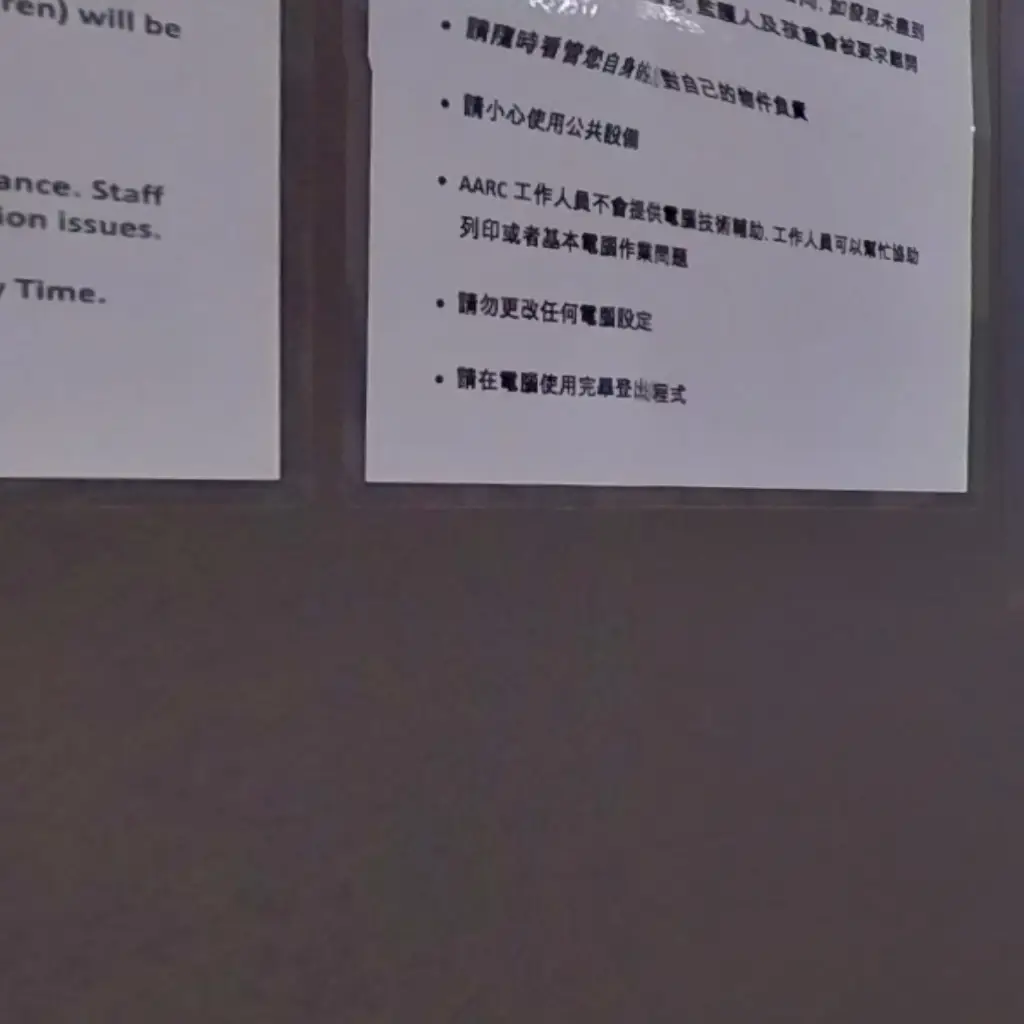 ren) will be
ance. Staff
ion issues.
y Time.
如發現未盡到
監護人及孩童會被要求離開
• 請隨時看管您自身的 對自己的物件負責
• 請小心使用公共設備
• AARC 工作人員不會提供電腦技術輔助. 工作人員可以幫忙協助
列印或者基本電腦作業問題
• 請勿更改任何電腦設定
• 請在電腦使用完畢登出程式